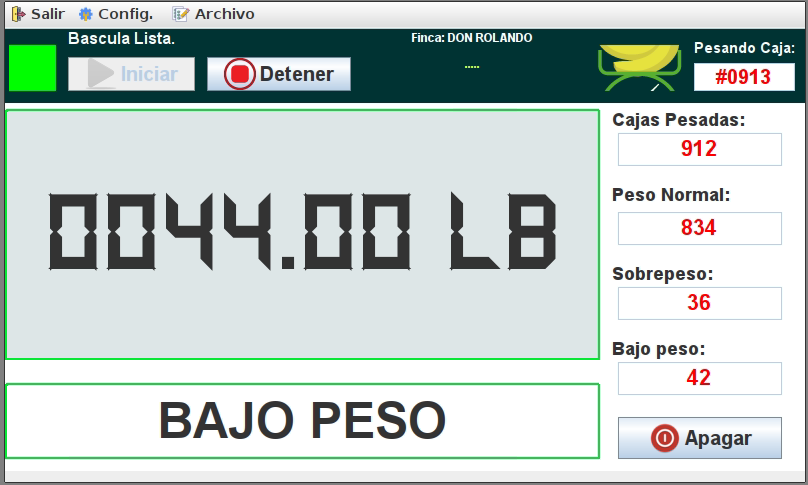 Salir Config. Archivo
Bascula Lista.
Iniciar Detener
Finca: DON ROLANDO
.....
Pesando Caja:
#0913
0044.00 LB
BAJO PESO
Cajas Pesadas:
912
Peso Normal:
834
Sobrepeso:
36
Bajo peso:
42
Apagar